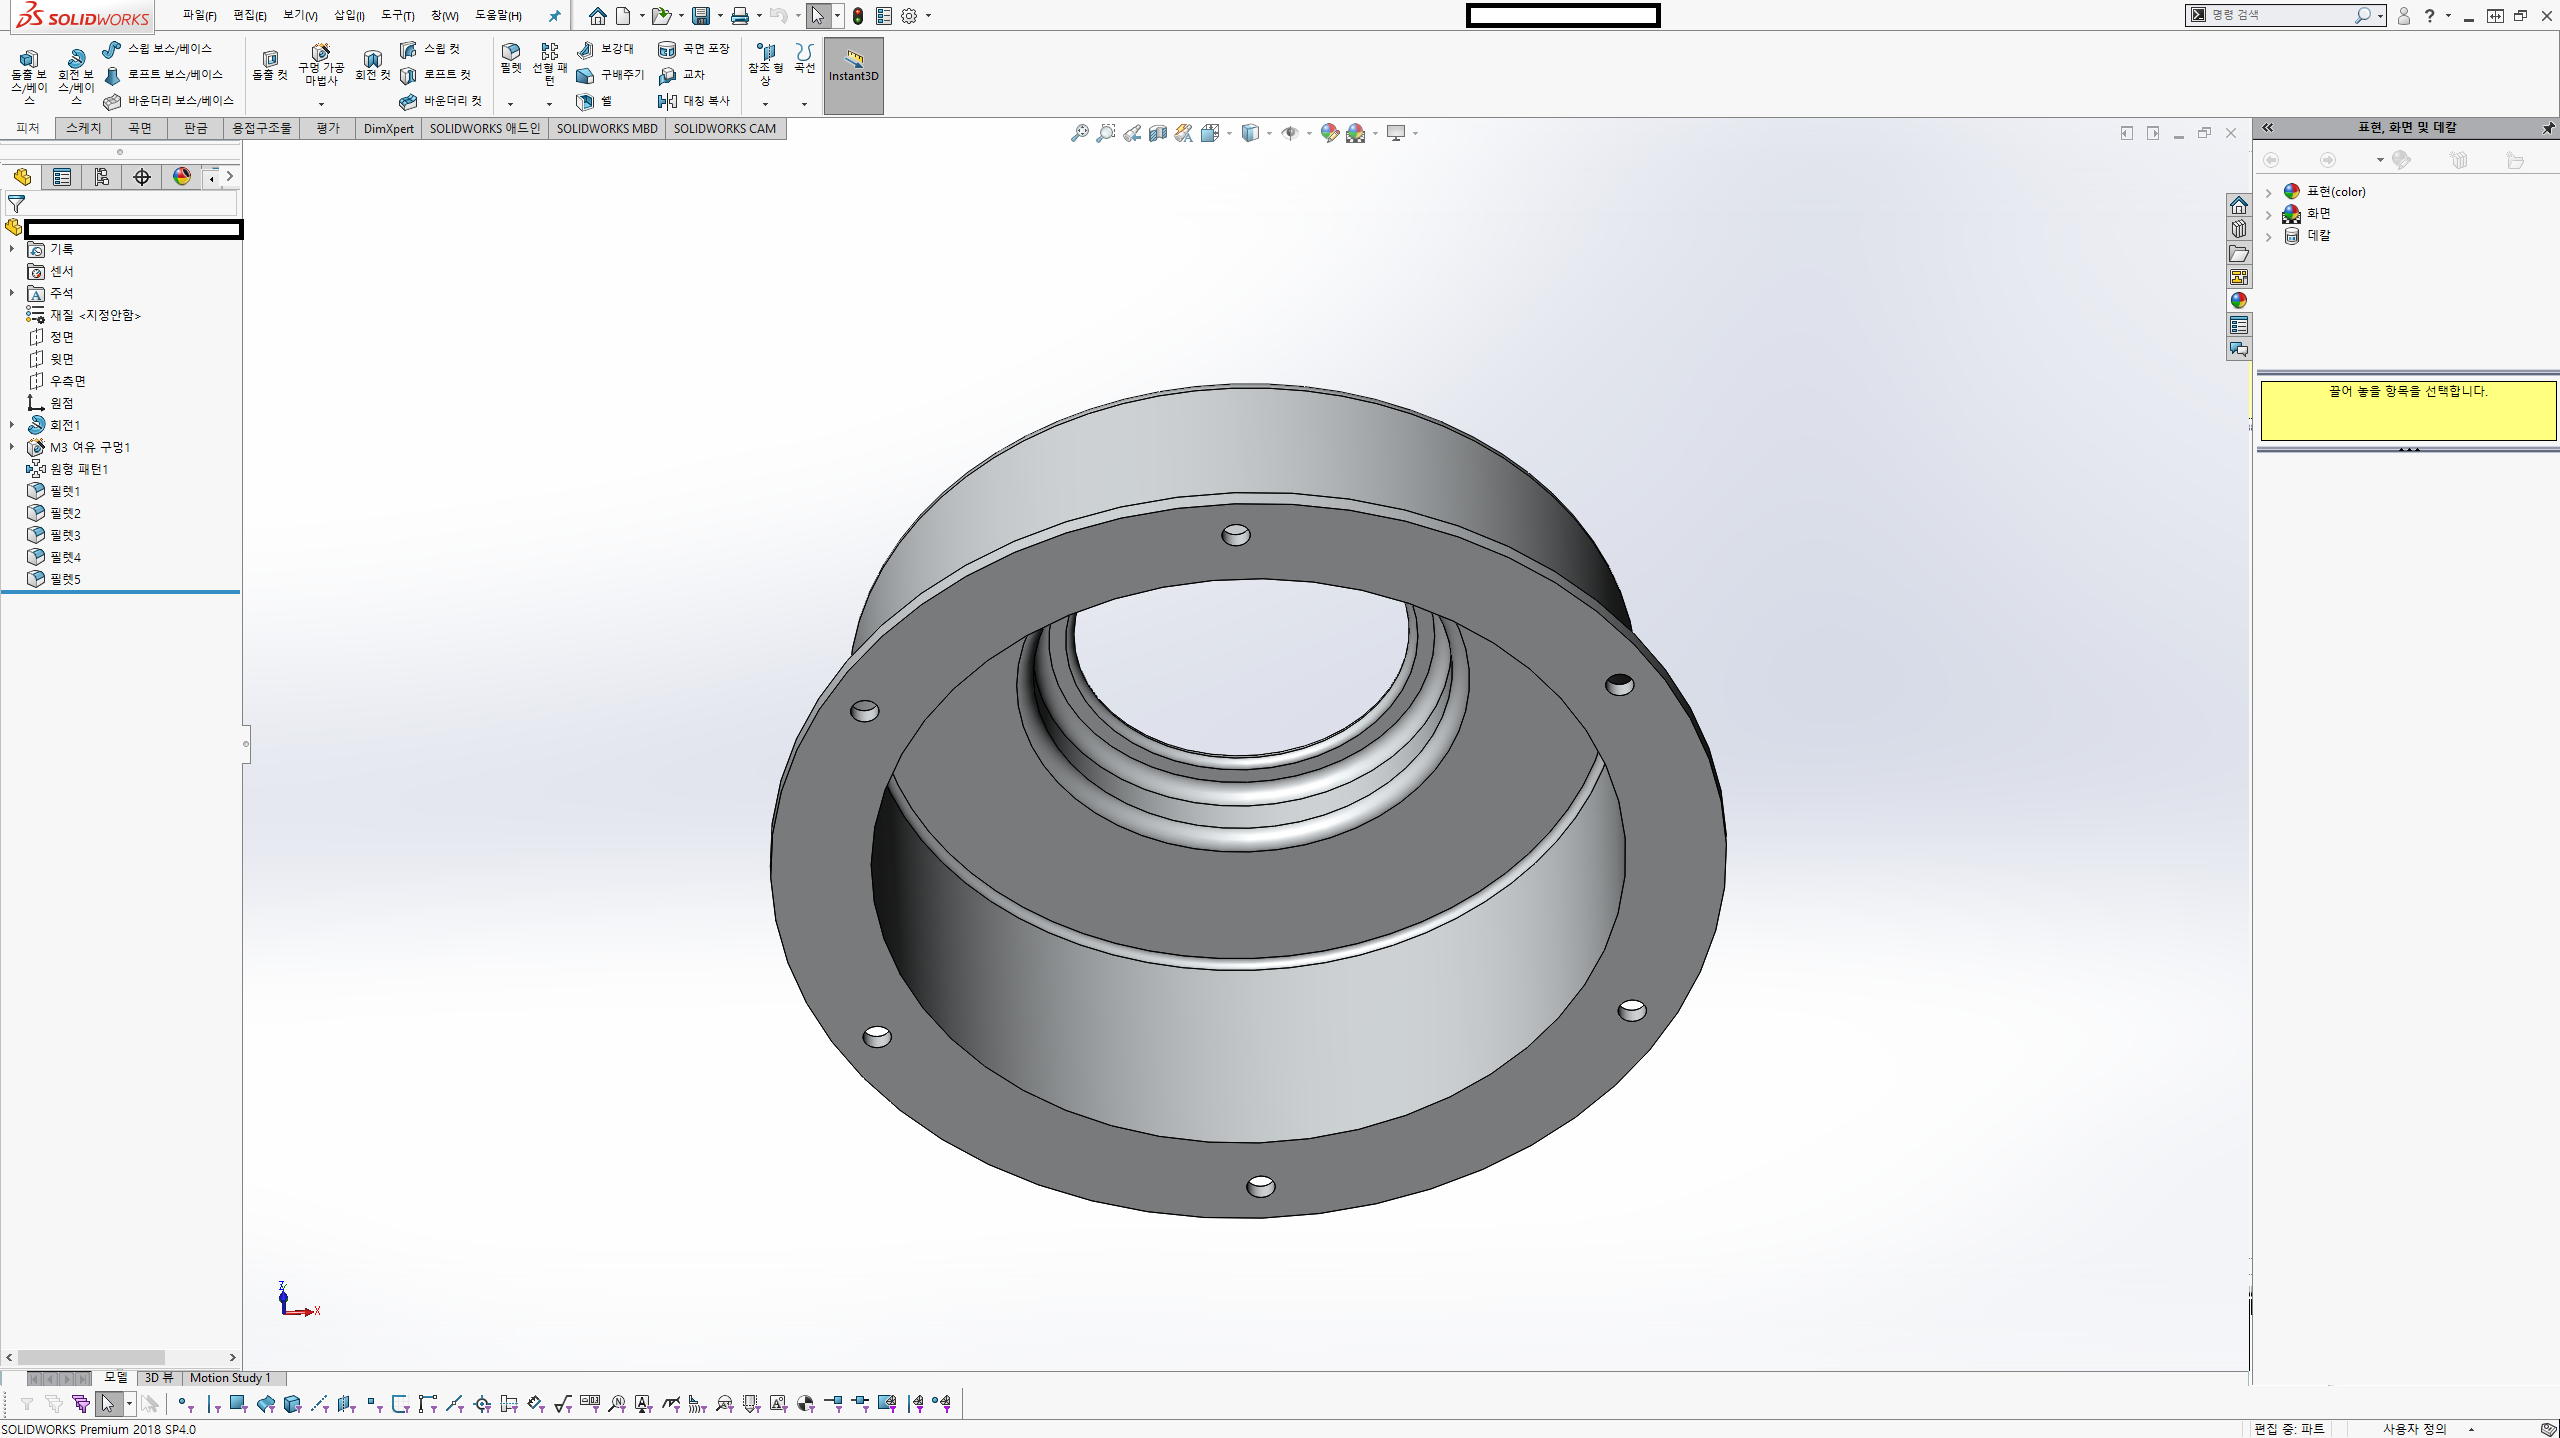 SOLIDWORKS
파일(F) 편집(E) 보기(V) 삽입(I) 도구(T) 창(W) 도움말(H)
명령 검색
돌출 보스/베이스
회전 보스/베이스
스윕 보스/베이스
로프트 보스/베이스
바운더리 보스/베이스
돌출 컷
구멍 가공 마법사
회전 컷
스윕 컷
로프트 컷
바운더리 컷
필렛
선형 패턴
보강대
구배주기
쉘
곡면 포장
교차
대칭 복사
참조 형상
곡선
Instant3D
피처 스케치 곡면 판금 용접구조물 평가 DimXpert SOLIDWORKS 애드인 SOLIDWORKS MBD SOLIDWORKS CAM
표현, 화면 및 데칼
표현(color)
화면
데칼
끌어 놓을 항목을 선택합니다.
기록
센서
주석
재질 <지정안함>
정면
윗면
우측면
원점
회전1
M3 여유 구멍1
원형 패턴1
필렛1
필렛2
필렛3
필렛4
필렛5
Z
X
모델 3D 뷰 Motion Study 1
SOLIDWORKS Premium 2018 SP4.0
편집 중: 파트
사용자 정의